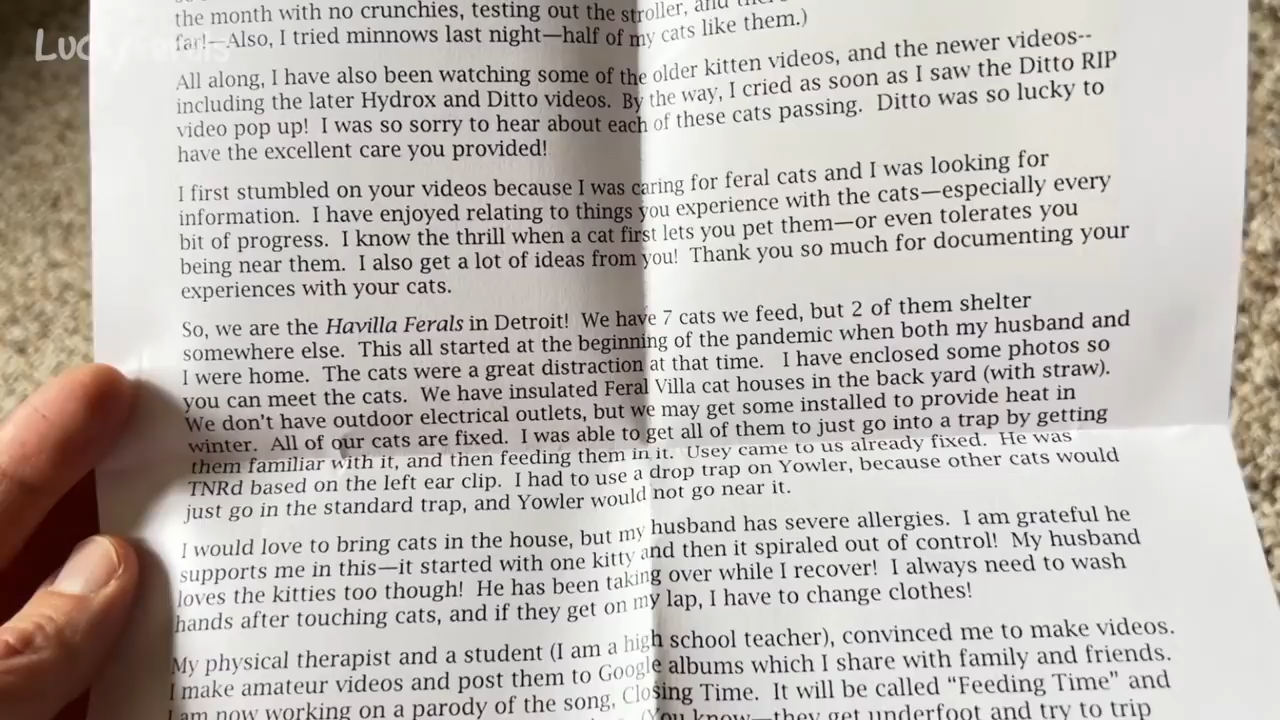 LuckyFerals
the month with no crunchies, testing out the stroller, and
far!—Also, I tried minnows last night—half of my cats like them.)
All along, I have also been watching some of the older kitten videos, and the newer videos--
including the later Hydrox and Ditto videos. By the way, I cried as soon as I saw the Ditto RIP
video pop up! I was so sorry to hear about each of these cats passing. Ditto was so lucky to
have the excellent care you provided!
I first stumbled on your videos because I was caring for feral cats and I was looking for
information. I have enjoyed relating to things you experience with the cats—especially every
bit of progress. I know the thrill when a cat first lets you pet them—or even tolerates you
being near them. I also get a lot of ideas from you! Thank you so much for documenting your
experiences with your cats.
So, we are the Havilla Ferals in Detroit! We have 7 cats we feed, but 2 of them shelter
somewhere else. This all started at the beginning of the pandemic when both my husband and
I were home. The cats were a great distraction at that time. I have enclosed some photos so
you can meet the cats. We have insulated Feral Villa cat houses in the back yard (with straw).
We don't have outdoor electrical outlets, but we may get some installed to provide heat in
winter. All of our cats are fixed. I was able to get all of them to just go into a trap by getting
them familiar with it, and then feeding them in it. Usey came to us already fixed. He was
TNRd based on the left ear clip. I had to use a drop trap on Yowler, because other cats would
just go in the standard trap, and Yowler would not go near it.
I would love to bring cats in the house, but my husband has severe allergies. I am grateful he
supports me in this—it started with one kitty and then it spiraled out of control! My husband
loves the kitties too though! He has been taking over while I recover! I always need to wash
hands after touching cats, and if they get on my lap, I have to change clothes!
My physical therapist and a student (I am a high school teacher), convinced me to make videos.
I make amateur videos and post them to Google albums which I share with family and friends.
I am now working on a parody of the song, Closing Time. It will be called "Feeding Time" and
(You know—they get underfoot and try to trip